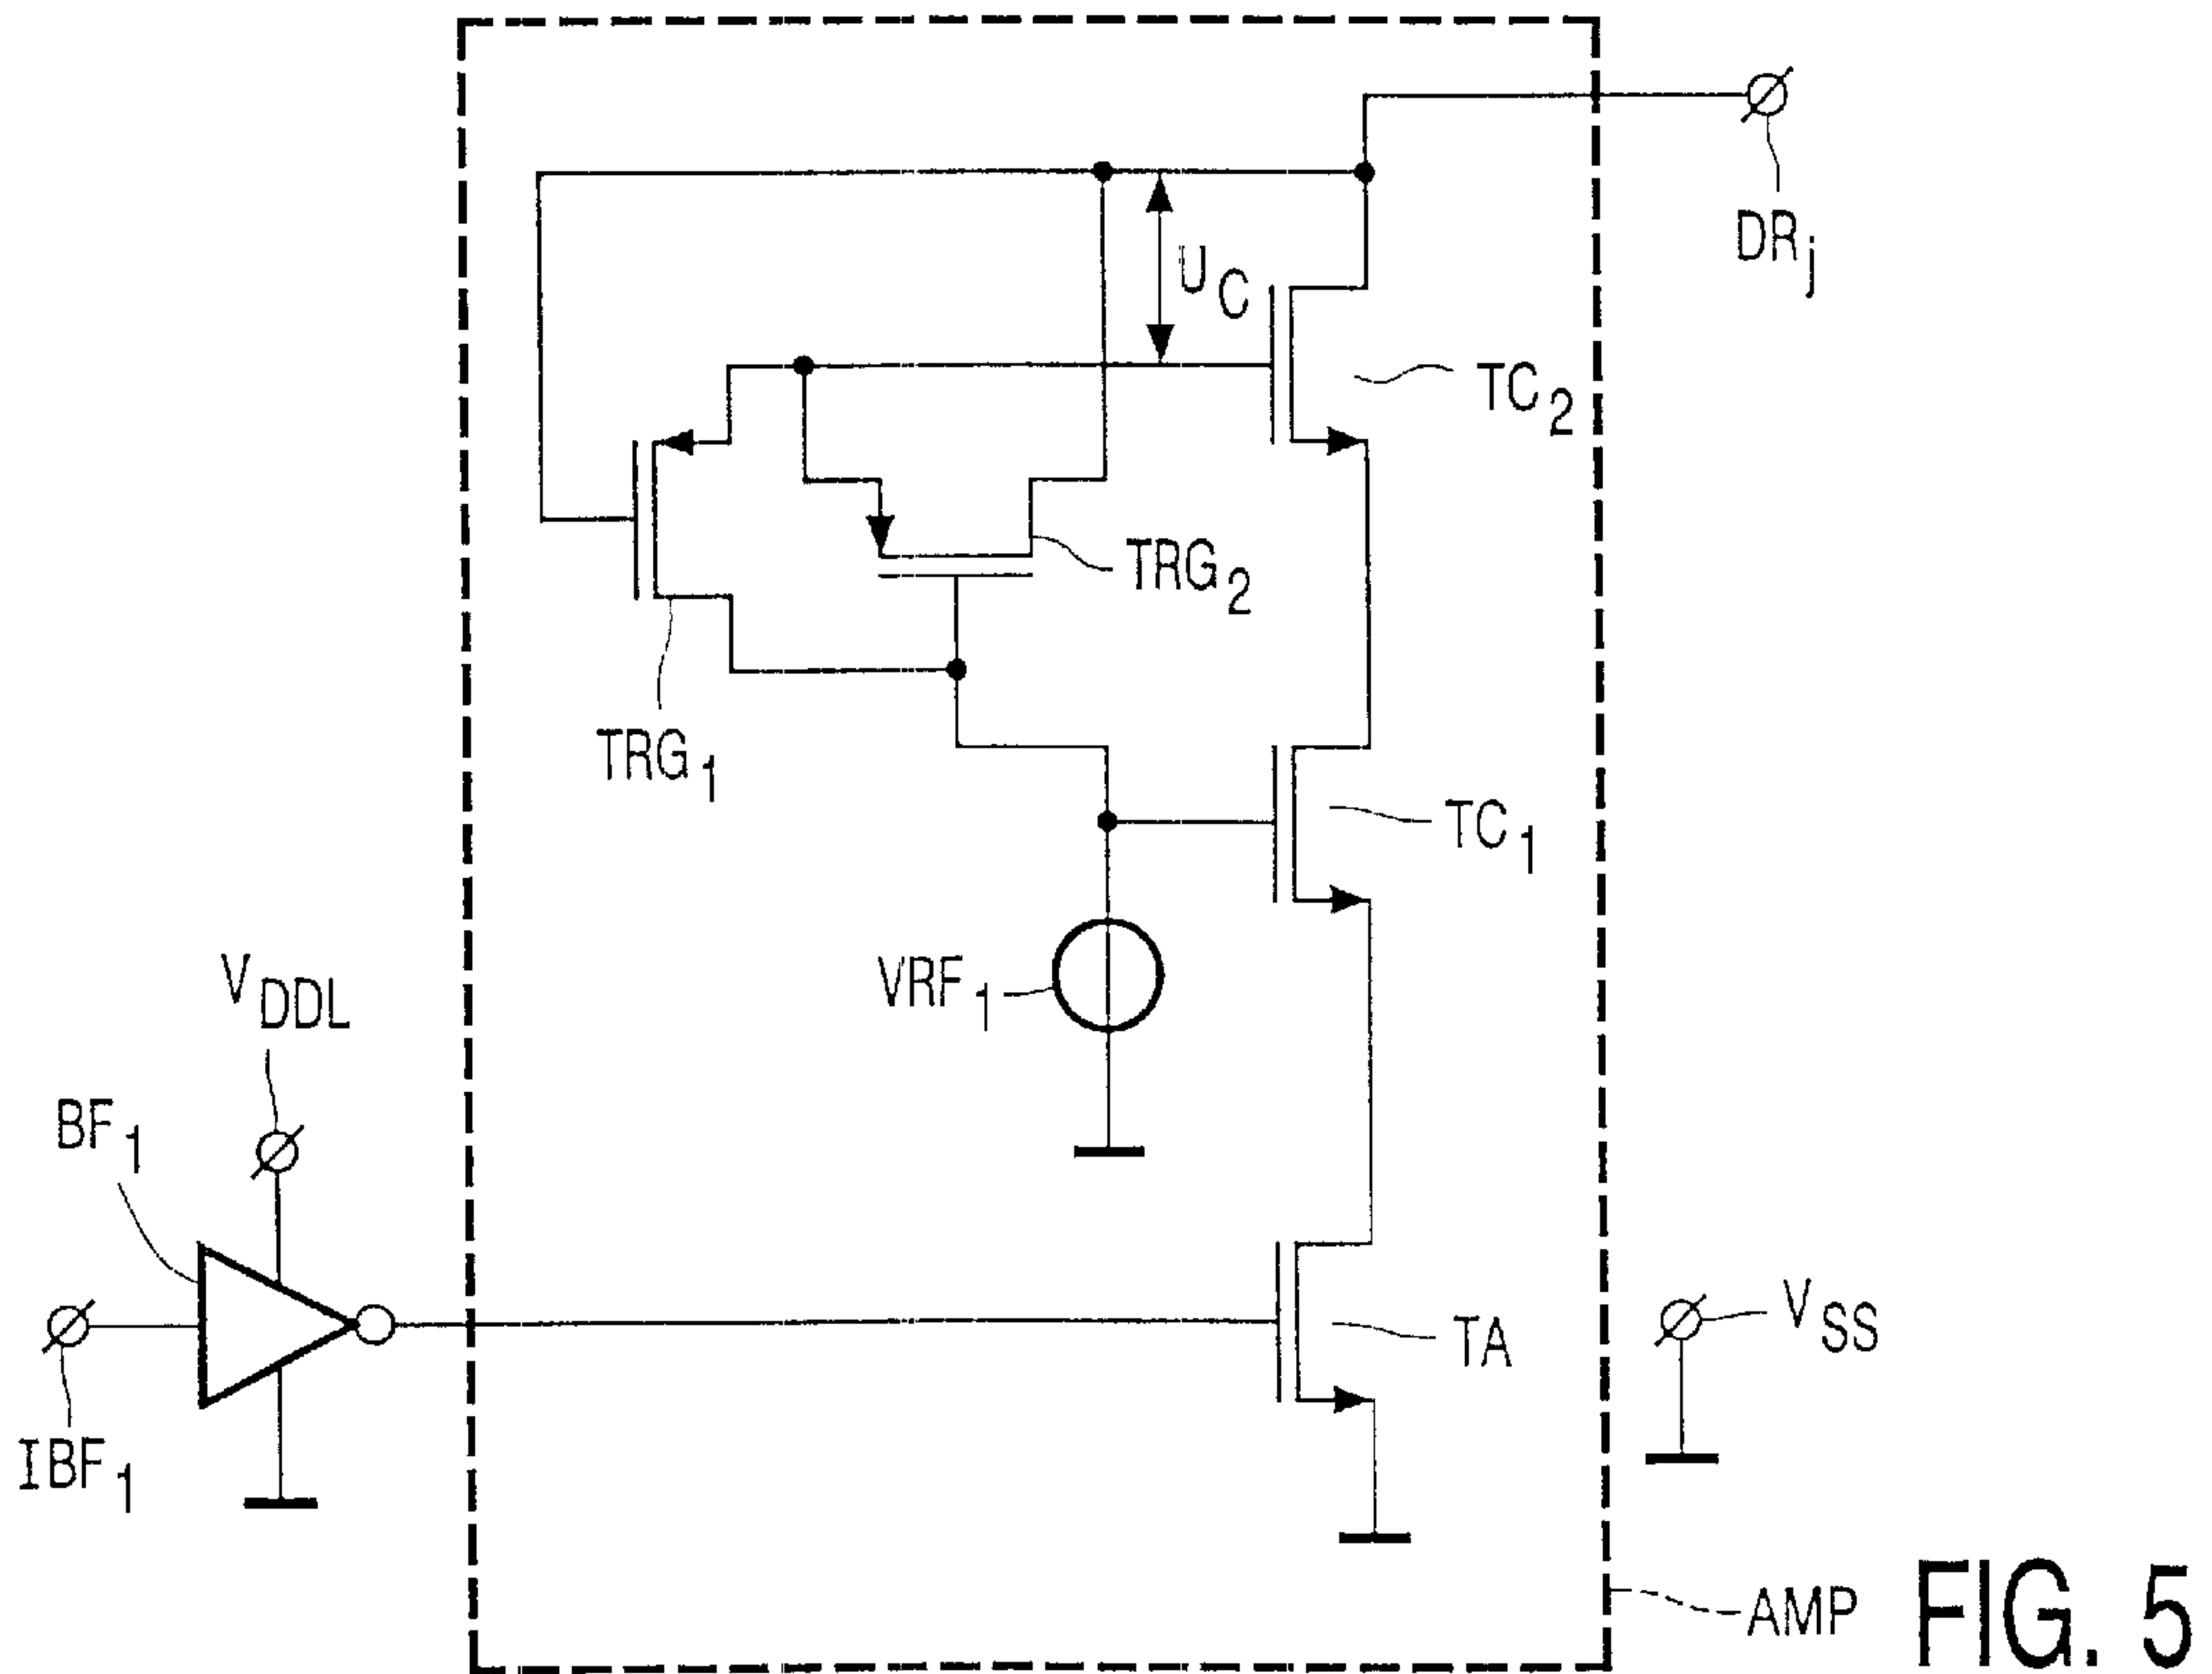 DRj
UC
TC2
TRG2
TRG1
TC1
VRF1
VDDL
BF1
IBF1
TA
VSS
AMP
FIG. 5